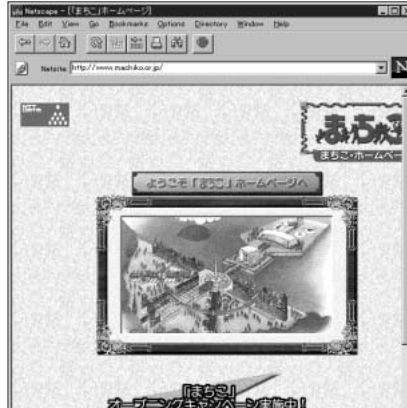 Netscape - [「まちこ」ホームページ]
File Edit View Go Bookmarks Options Directory Window Help
Netsite: http://www.machiko.or.jp/
N
まちこ
まちこ・ホームペー
ようこそ「まちこ」ホームページへ
「まちこ」
オープニングキャンペーン実施中！